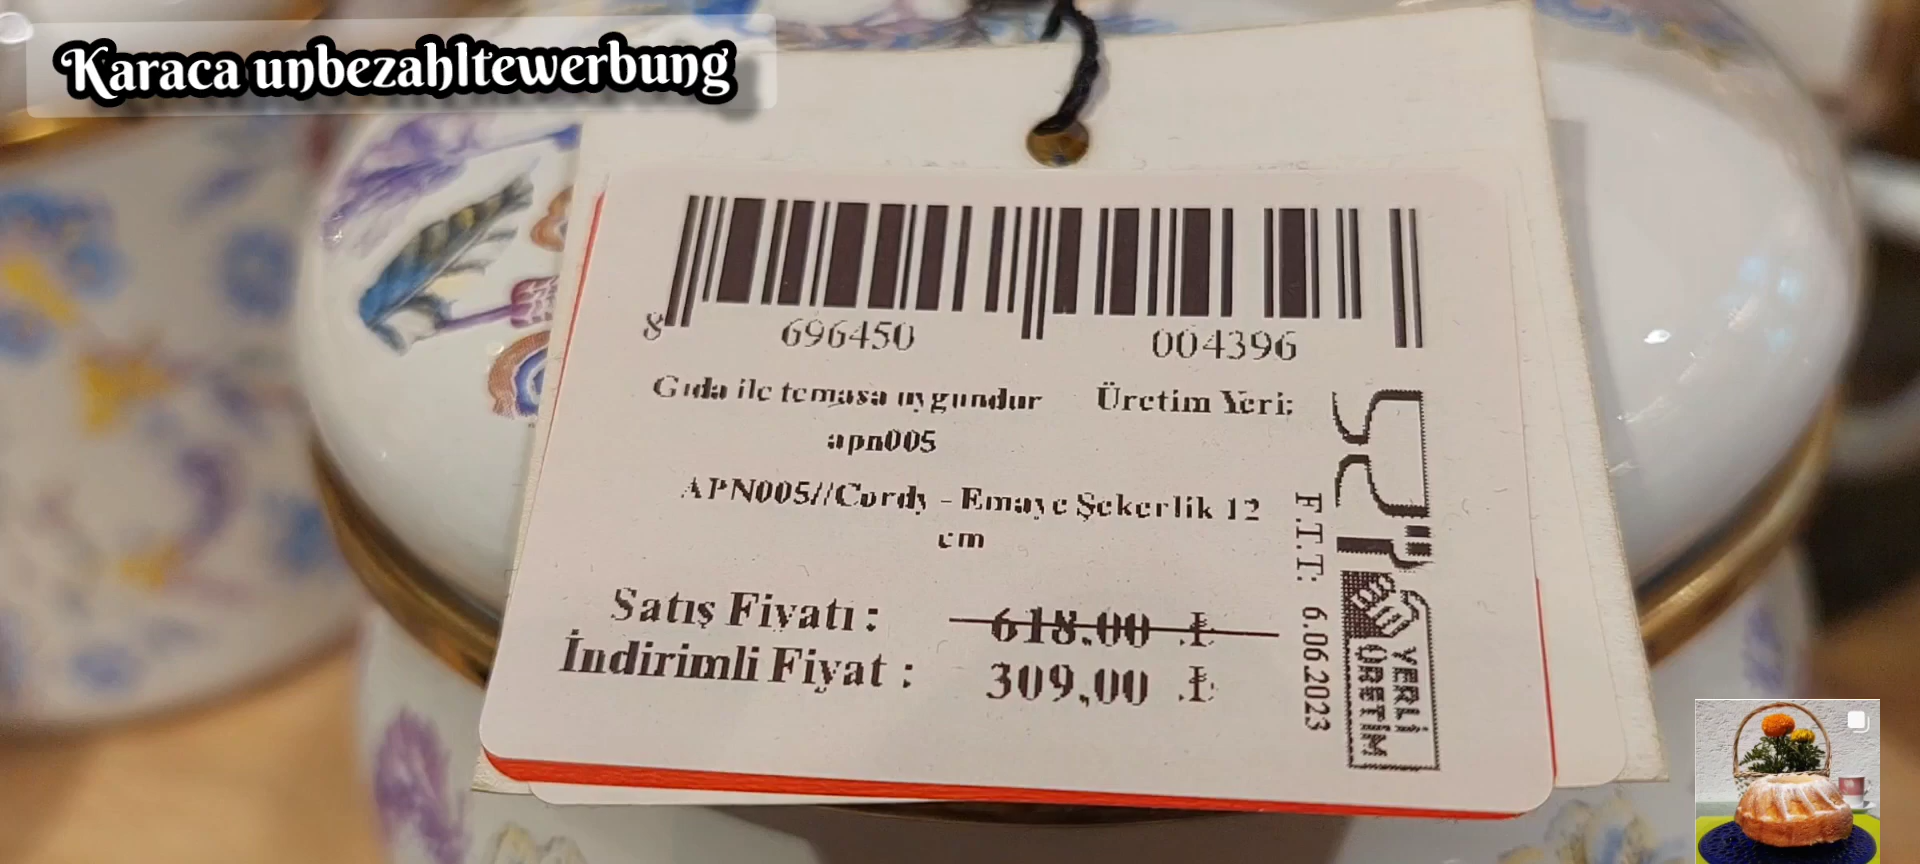 Karaca unbezahltewerbung
8 696450 004396
Gıda ile temasa uygundur Üretim Yeri:
apn005
APN005//Cordy - Emaye Şekerlik 12
cm
Satış Fiyatı : 618.00 ₺
İndirimli Fiyat : 309,00 ₺
F.T.T: 6.06.2023
YERLİ
ÜRETİM